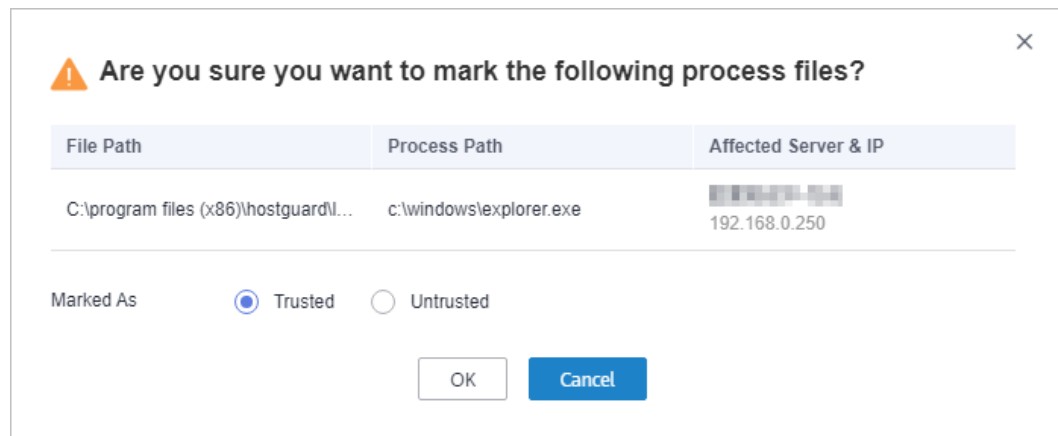 Are you sure you want to mark the following process files?
File Path Process Path Affected Server & IP
C:\program files (x86)\hostguard\l... c:\windows\explorer.exe
192.168.0.250
Marked As Trusted Untrusted
OK Cancel